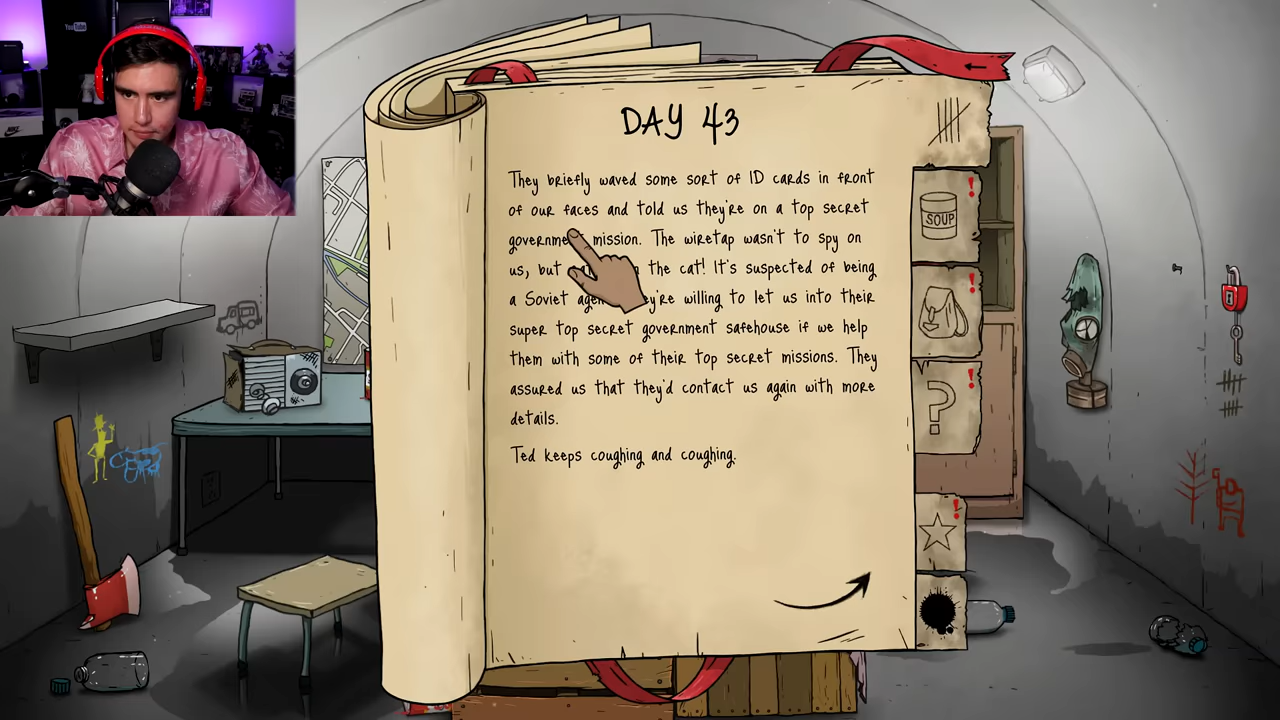 DAY 43
They briefly waved some sort of ID cards in front
of our faces and told us they're on a top secret
mission. The wiretap wasn't to spy on
us, but the cat! It's suspected of being
a Soviet willing to let us into their
super top secret government safehouse if we help
them with some of their top secret missions. They
assured us that they'd contact us again with more
details.
Ted keeps coughing and coughing.
SOUP
YouTube